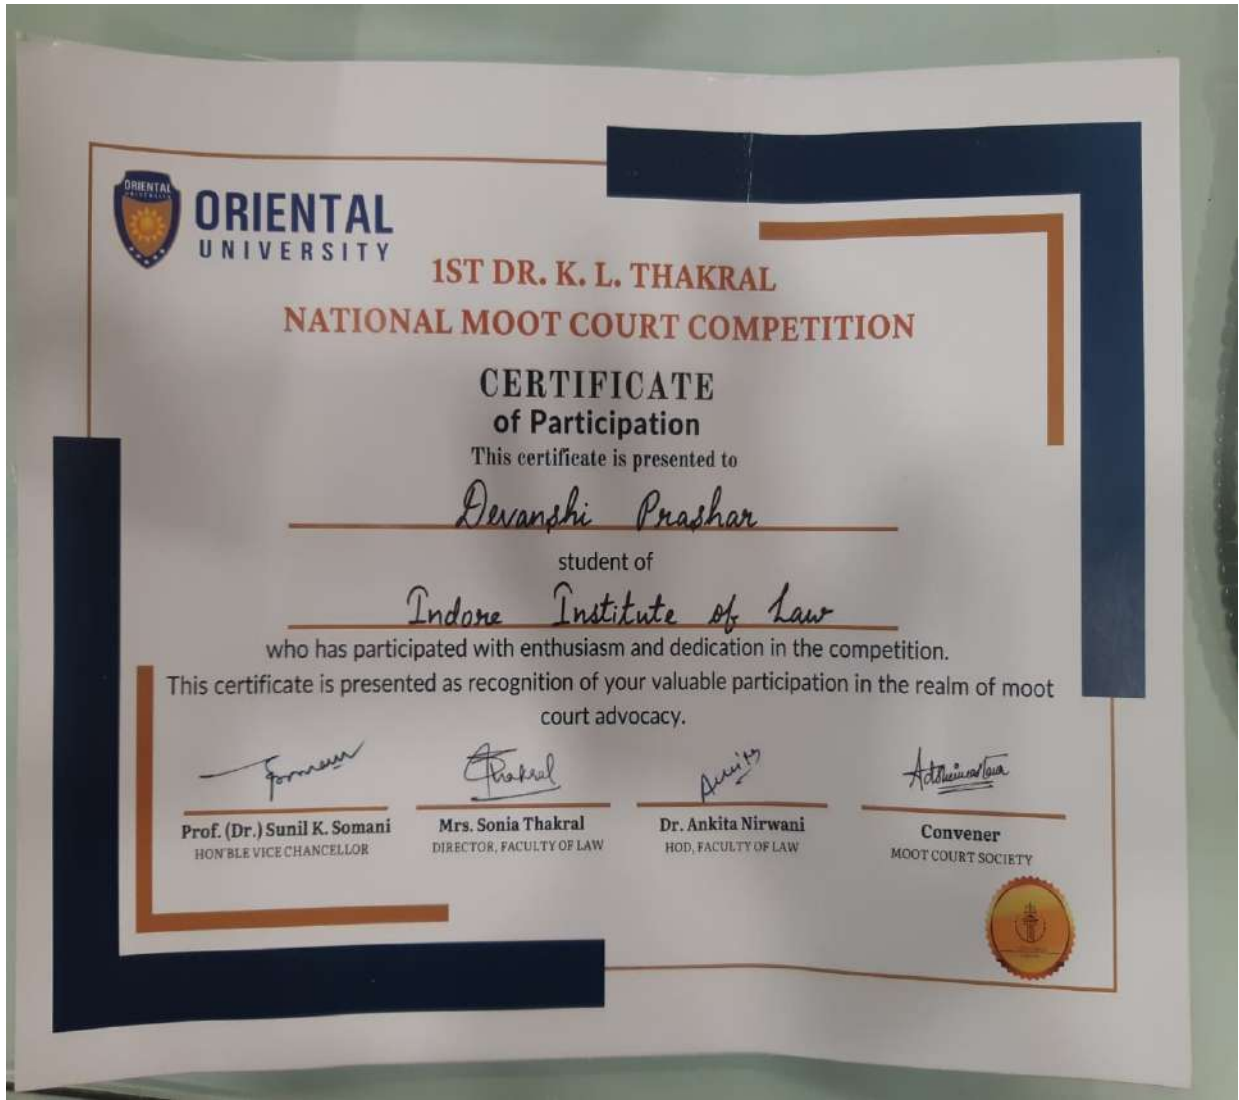 ORIENTAL
UNIVERSITY
ORIENTAL
UNIVERSITY
1ST DR. K. L. THAKRAL
NATIONAL MOOT COURT COMPETITION
CERTIFICATE
of Participation
This certificate is presented to
Devanshi Prashar
student of
Indore Institute of Law
who has participated with enthusiasm and dedication in the competition.
This certificate is presented as recognition of your valuable participation in the realm of moot
court advocacy.
Thakral
Prof. (Dr.) Sunil K. Somani
HON'BLE VICE CHANCELLOR
Mrs. Sonia Thakral
DIRECTOR, FACULTY OF LAW
Dr. Ankita Nirwani
HOD, FACULTY OF LAW
Convener
MOOT COURT SOCIETY